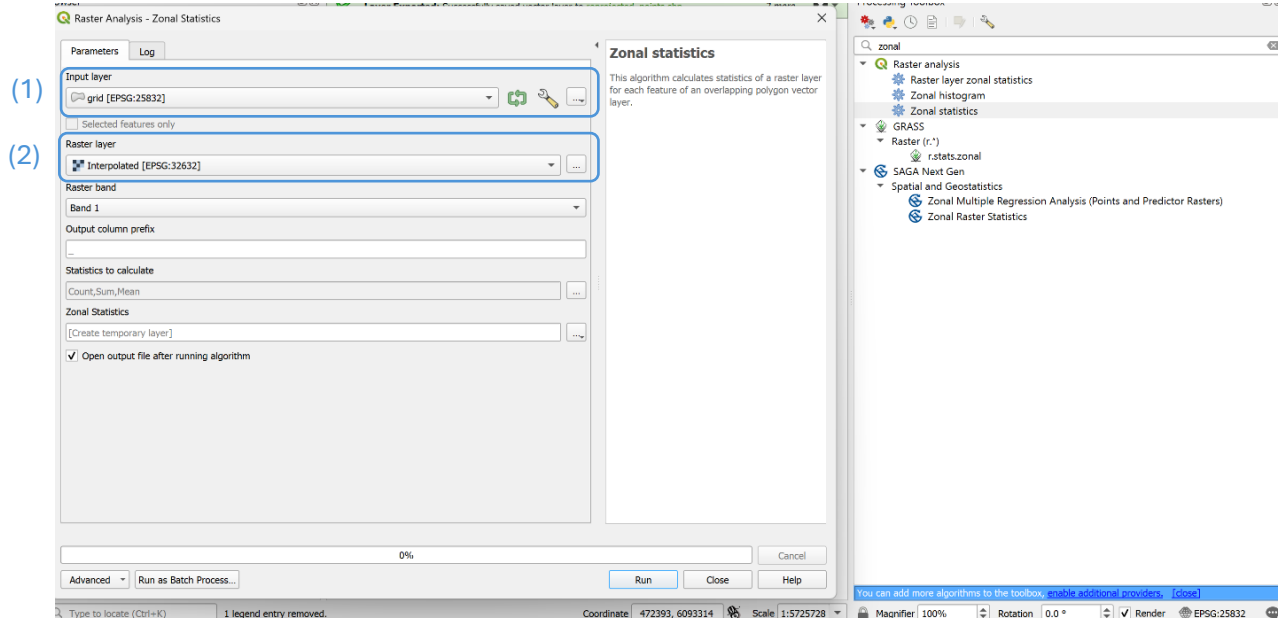 Raster Analysis - Zonal Statistics
Parameters
Log
(1)
Input layer
grid [EPSG:25832]
Selected features only
(2)
Raster layer
Interpolated [EPSG:32632]
...
Raster band
Band 1
Output column prefix
_
Statistics to calculate
Count,Sum,Mean
...
Zonal Statistics
[Create temporary layer]
Open output file after running algorithm
0%
Cancel
Advanced
Run as Batch Process...
Run
Close
Help
Zonal statistics
This algorithm calculates statistics of a raster layer
for each feature of an overlapping polygon vector
layer.
Processing Toolbox
zonal
Raster analysis
Raster layer zonal statistics
Zonal histogram
Zonal statistics
GRASS
Raster (r.*)
r.stats.zonal
SAGA Next Gen
Spatial and Geostatistics
Zonal Multiple Regression Analysis (Points and Predictor Rasters)
Zonal Raster Statistics
You can add more algorithms to the toolbox, enable additional providers. [close]
Type to locate (Ctrl+K)
1 legend entry removed.
Coordinate 472393, 6093314
Scale 1:5725728
Magnifier 100%
Rotation 0.0 °
Render
EPSG:25832